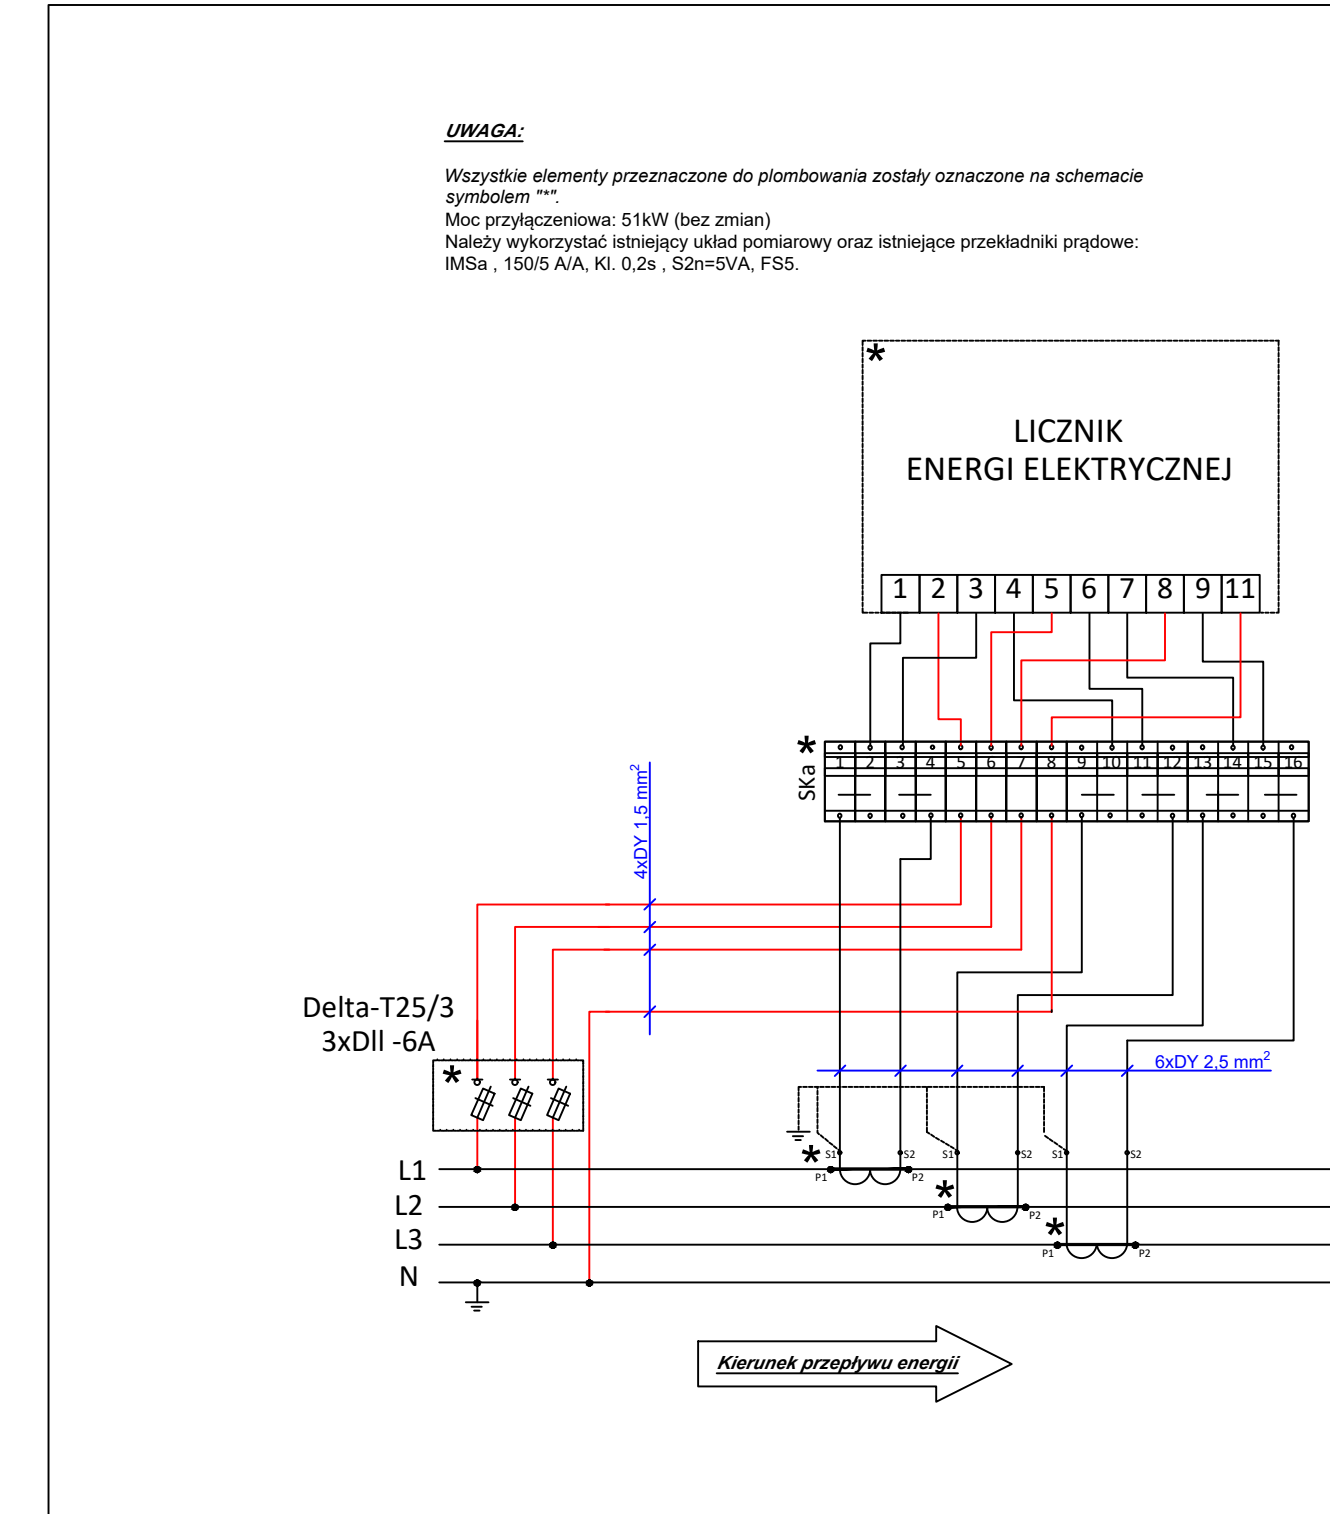 UWAGA:
Wszystkie elementy przeznaczone do plombowania zostały oznaczone na schemacie
symbolem "*".
Moc przyłączeniowa: 51kW (bez zmian)
Należy wykorzystać istniejący układ pomiarowy oraz istniejące przekładniki prądowe:
IMSa , 150/5 A/A, Kl. 0,2s , S2n=5VA, FS5.
*
LICZNIK
ENERGI ELEKTRYCZNEJ
1 2 3 4 5 6 7 8 9 11
*
SKa
1 2 3 4 5 6 7 8 9 10 11 12 13 14 15 16
4xDY 1,5 mm²
Delta-T25/3
3xDll -6A
*
6xDY 2,5 mm²
* S1 S2 S1 S2 S1 S2
L1
P1 P2
*
L2
P1 P2
*
L3
P1 P2
N
Kierunek przepływu energii